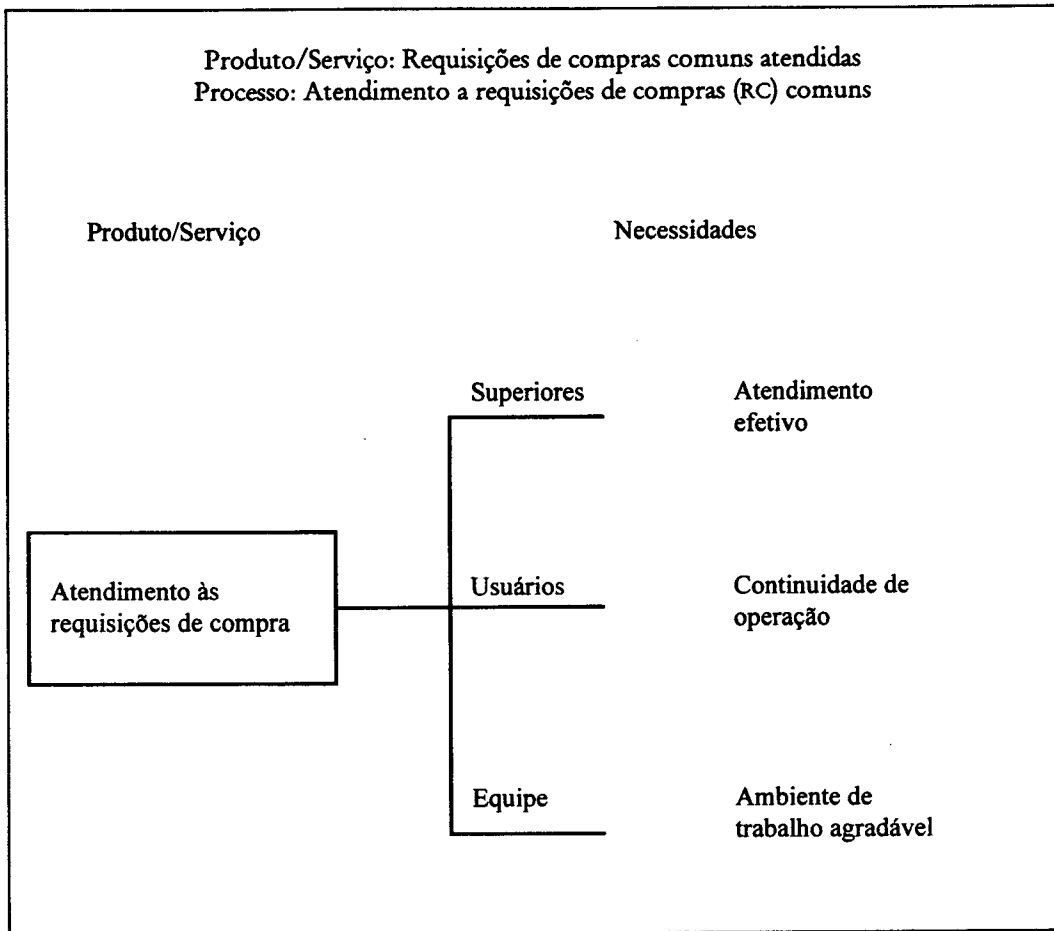 Produto/Serviço: Requisições de compras comuns atendidas
Processo: Atendimento a requisições de compras (RC) comuns
Produto/Serviço
Necessidades
Superiores
Atendimento
efetivo
Atendimento às
requisições de compra
Usuários
Continuidade de
operação
Equipe
Ambiente de
trabalho agradável